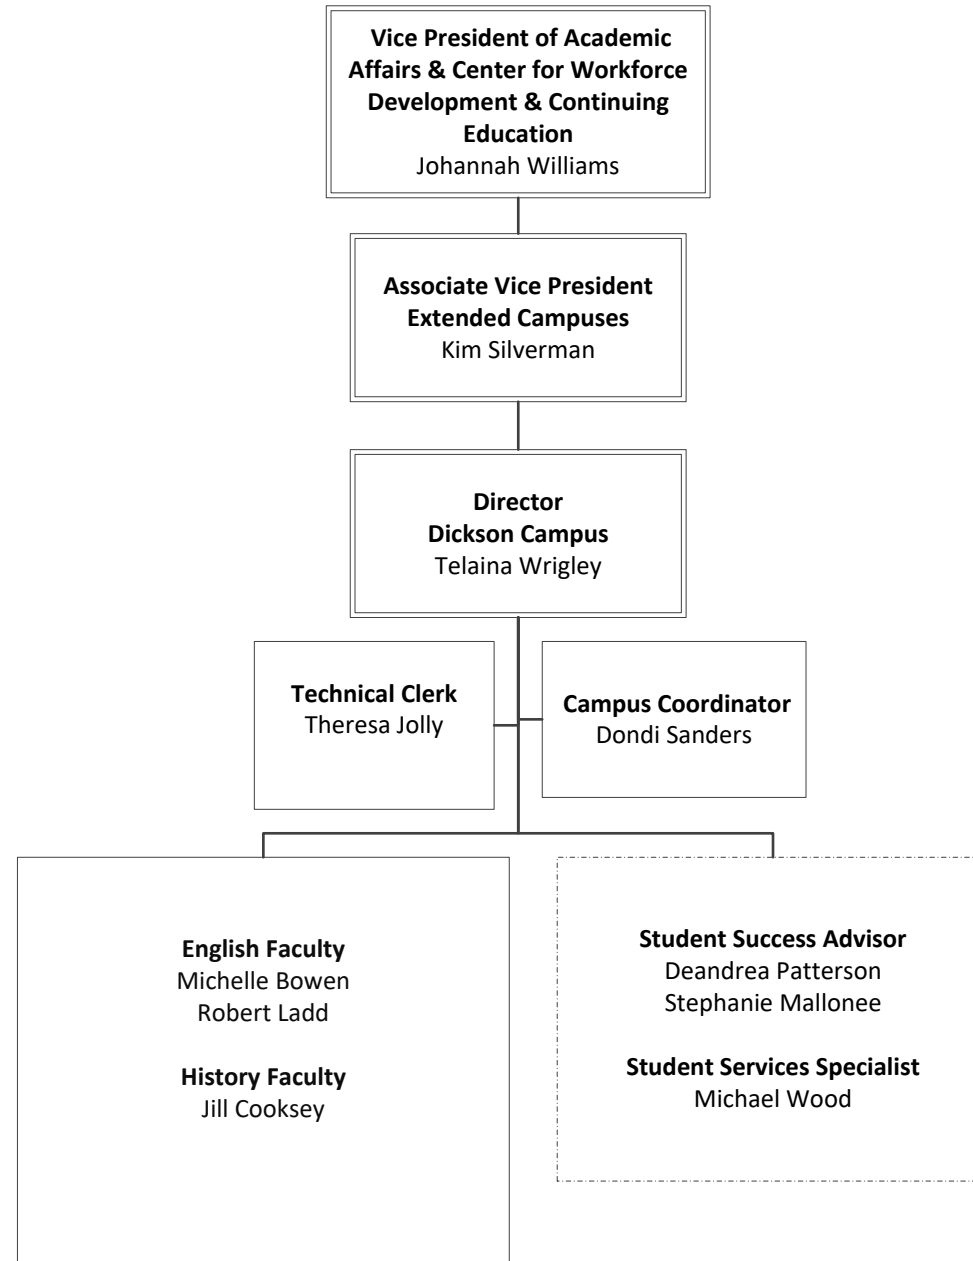 Vice President of Academic
Affairs & Center for Workforce
Development & Continuing
Education
Johannah Williams
Associate Vice President
Extended Campuses
Kim Silverman
Director
Dickson Campus
Telaina Wrigley
Technical Clerk
Theresa Jolly
Campus Coordinator
Dondi Sanders
English Faculty
Michelle Bowen
Robert Ladd
History Faculty
Jill Cooksey
Student Success Advisor
Deandrea Patterson
Stephanie Mallonee
Student Services Specialist
Michael Wood